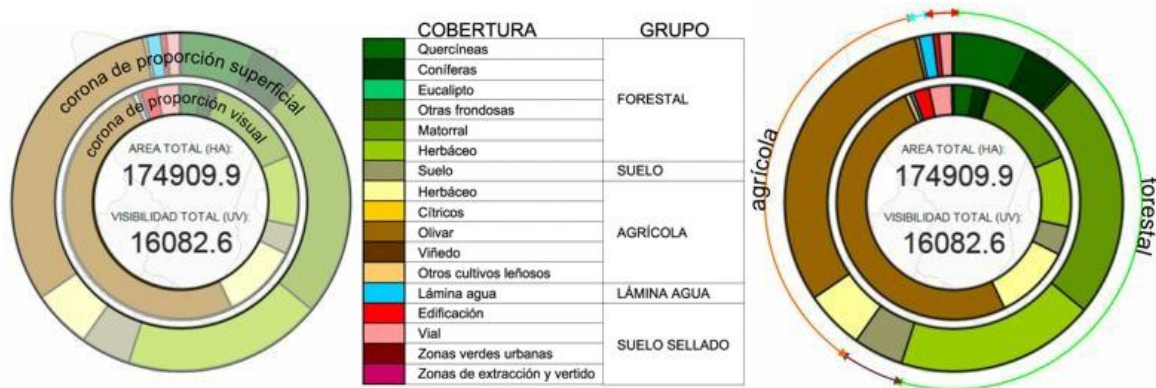 corona de proporción superficial
corona de proporción visual
AREA TOTAL (HA):
174909.9
VISIBILIDAD TOTAL (UV):
16082.6
COBERTURA GRUPO
Quercíneas
Coníferas
Eucalipto
Otras frondosas
Matorral
Herbáceo
FORESTAL
Suelo SUELO
Herbáceo
Cítricos
Olivar
Viñedo
Otros cultivos leñosos
AGRÍCOLA
Lámina agua LÁMINA AGUA
Edificación
Vial
Zonas verdes urbanas
Zonas de extracción y vertido
SUELO SELLADO
agrícola
AREA TOTAL (HA):
174909.9
VISIBILIDAD TOTAL (UV):
16082.6
forestal